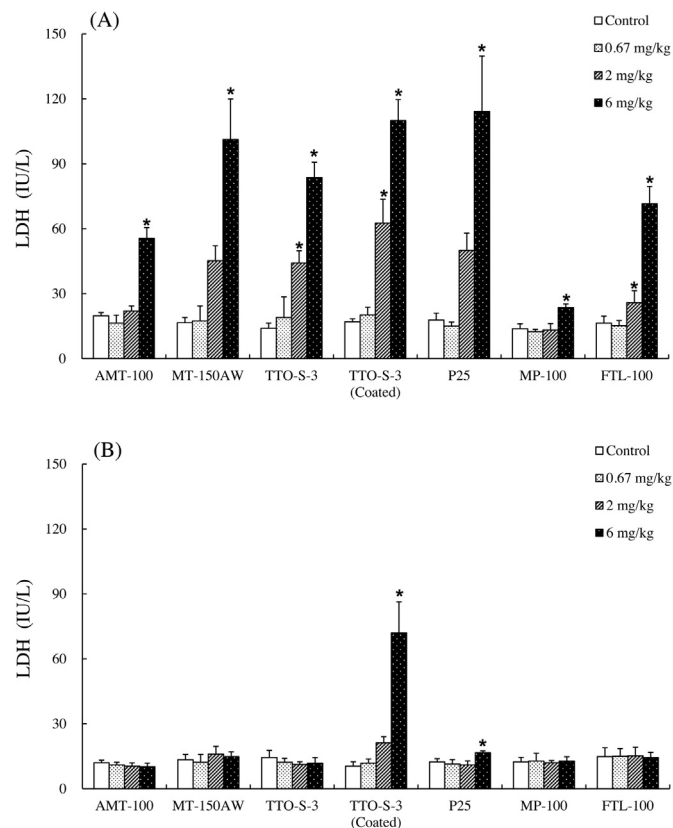 (A)
Control
0.67 mg/kg
2 mg/kg
6 mg/kg
LDH (IU/L)
150
120
90
60
30
0
* * * * * * * * * *
AMT-100 MT-150AW TTO-S-3 TTO-S-3 P25 MP-100 FTL-100
(Coated)
(B)
Control
0.67 mg/kg
2 mg/kg
6 mg/kg
LDH (IU/L)
150
120
90
60
30
0
* *
AMT-100 MT-150AW TTO-S-3 TTO-S-3 P25 MP-100 FTL-100
(Coated)